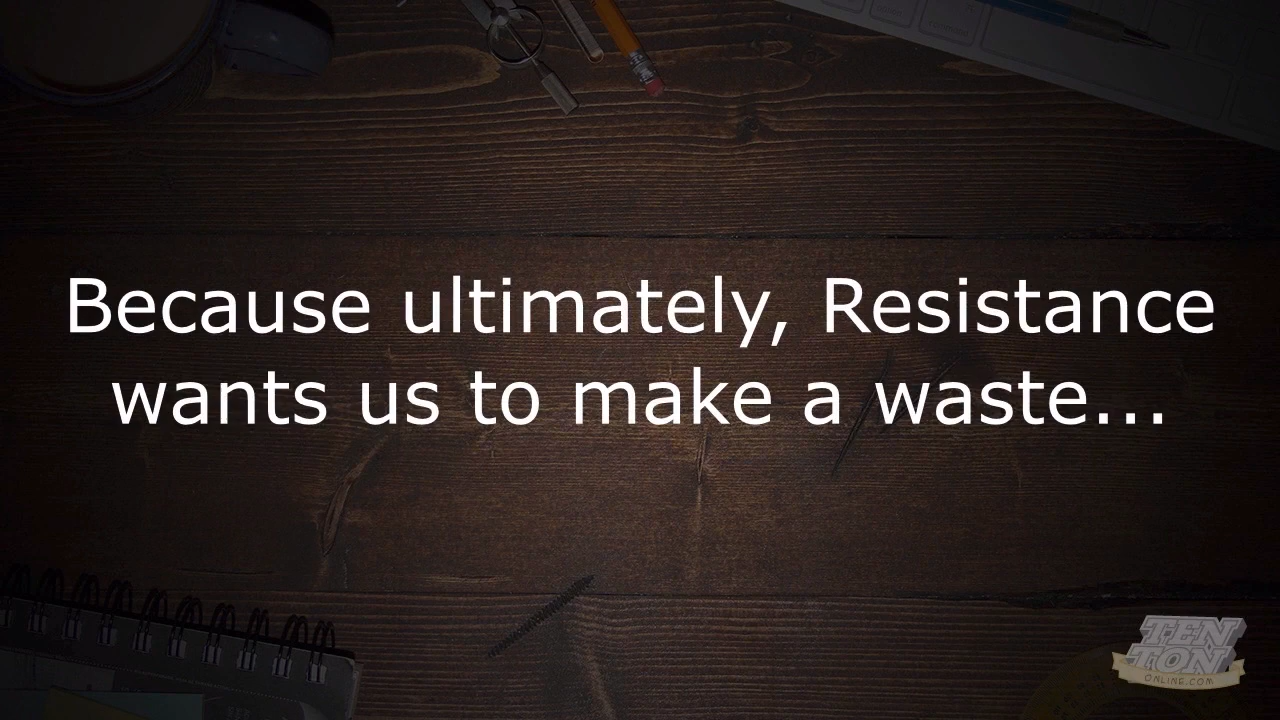 Because ultimately, Resistance
wants us to make a waste...
TEN
TON
ONLINE.COM